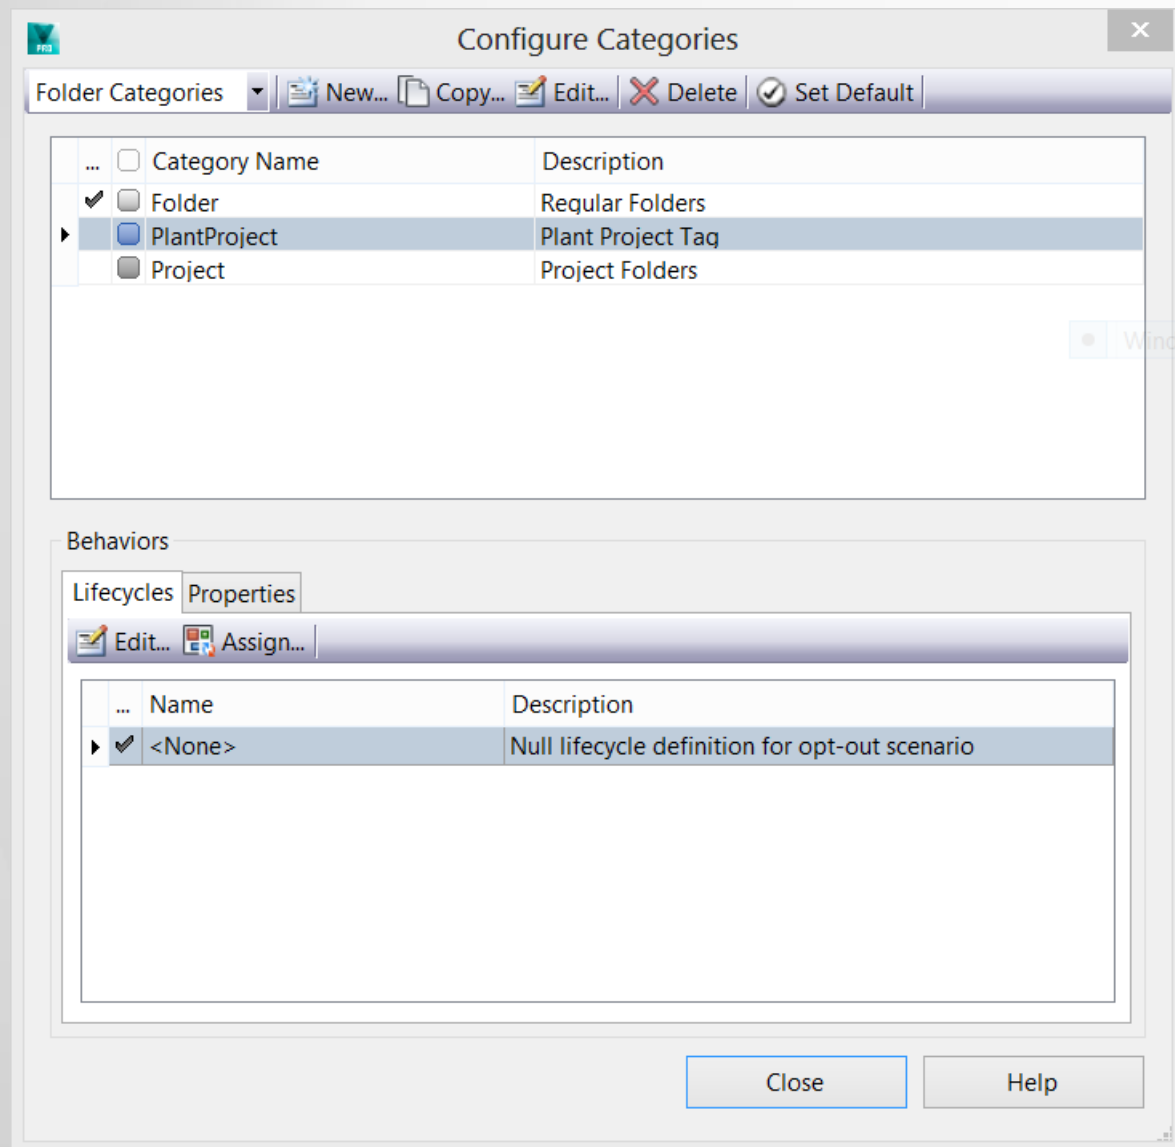 PRO
Configure Categories
Folder Categories New... Copy... Edit... Delete Set Default
... Category Name Description
Folder Regular Folders
PlantProject Plant Project Tag
Project Project Folders
Behaviors
Lifecycles Properties
Edit... Assign...
... Name Description
<None> Null lifecycle definition for opt-out scenario
Close Help